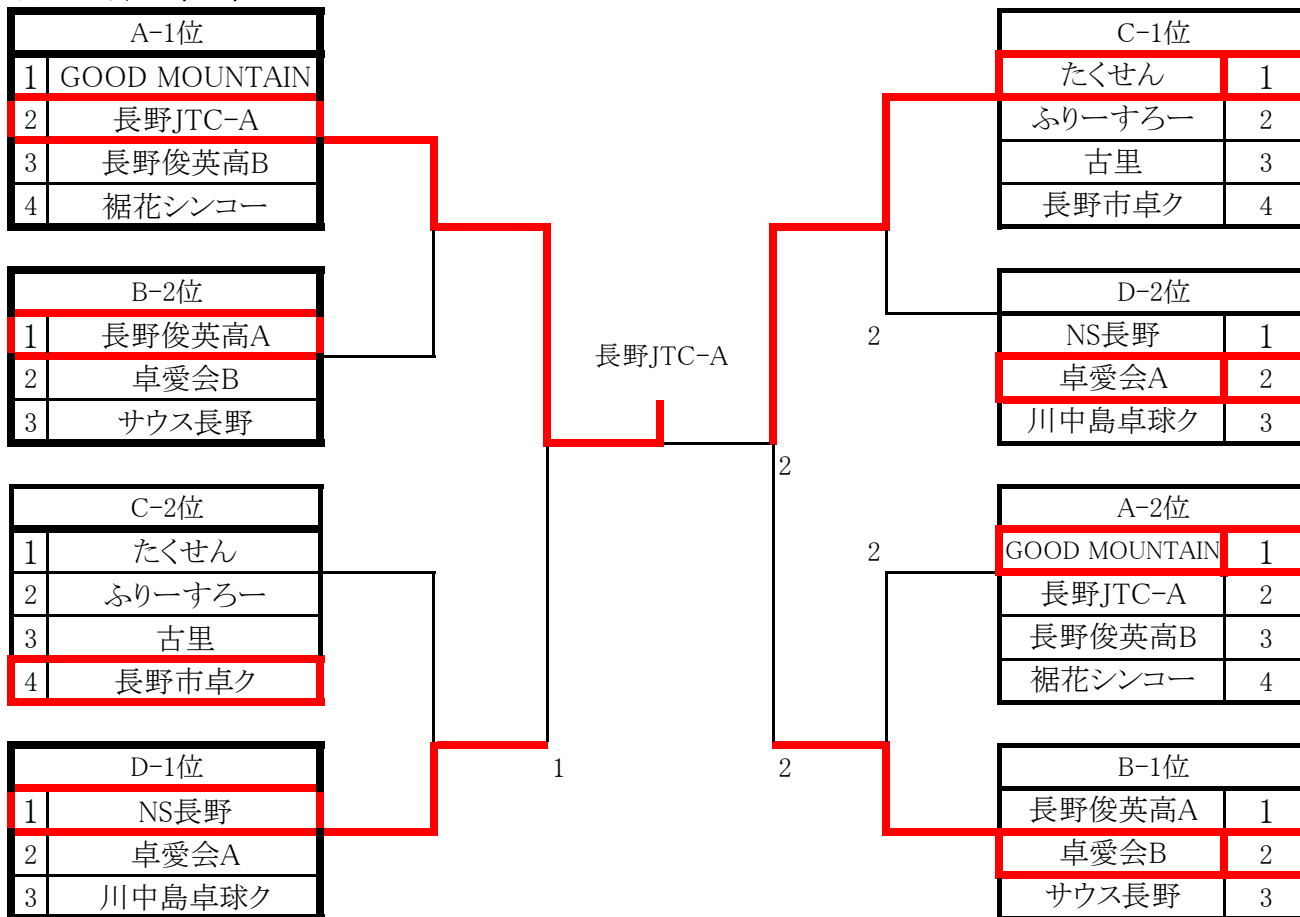 A-1位
1 GOOD MOUNTAIN
2 長野JTC-A
3 長野俊英高B
4 裾花シンコー
B-2位
1 長野俊英高A
2 卓愛会B
3 サウス長野
C-2位
1 たくせん
2 ふりーすろー
3 古里
4 長野市卓ク
D-1位
1 NS長野
2 卓愛会A
3 川中島卓球ク
長野JTC-A
1
2
2
2
2
C-1位
たくせん 1
ふりーすろー 2
古里 3
長野市卓ク 4
D-2位
NS長野 1
卓愛会A 2
川中島卓球ク 3
A-2位
GOOD MOUNTAIN 1
長野JTC-A 2
長野俊英高B 3
裾花シンコー 4
B-1位
長野俊英高A 1
卓愛会B 2
サウス長野 3